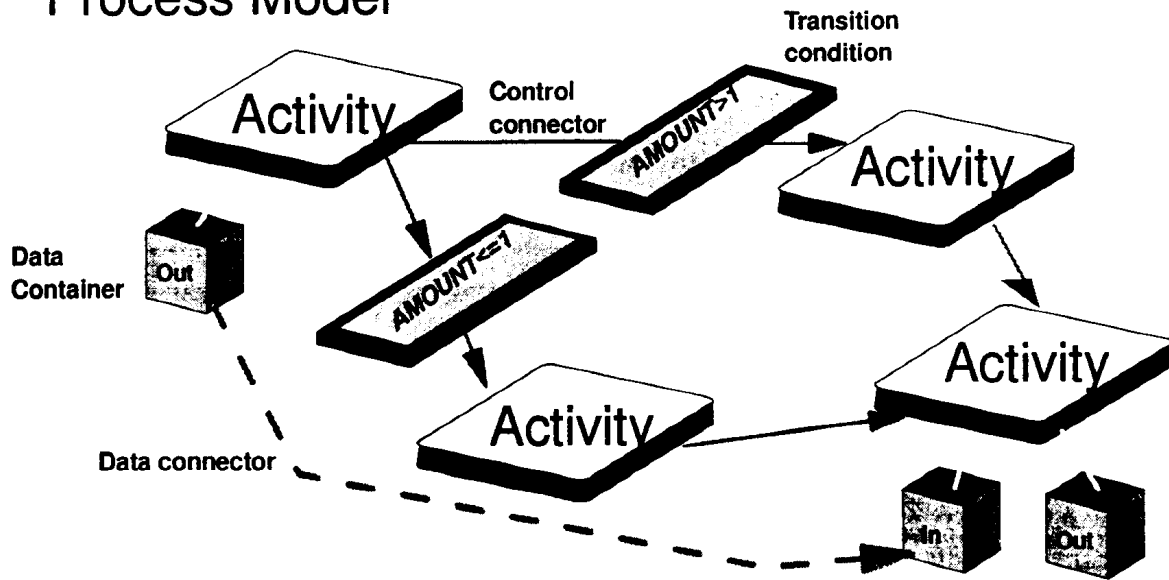 Process Model
Transition
condition
Activity
Control
connector
AMOUNT>1
Activity
Data
Container
Out
AMOUNT<=1
Activity
Activity
Data connector
In
Out